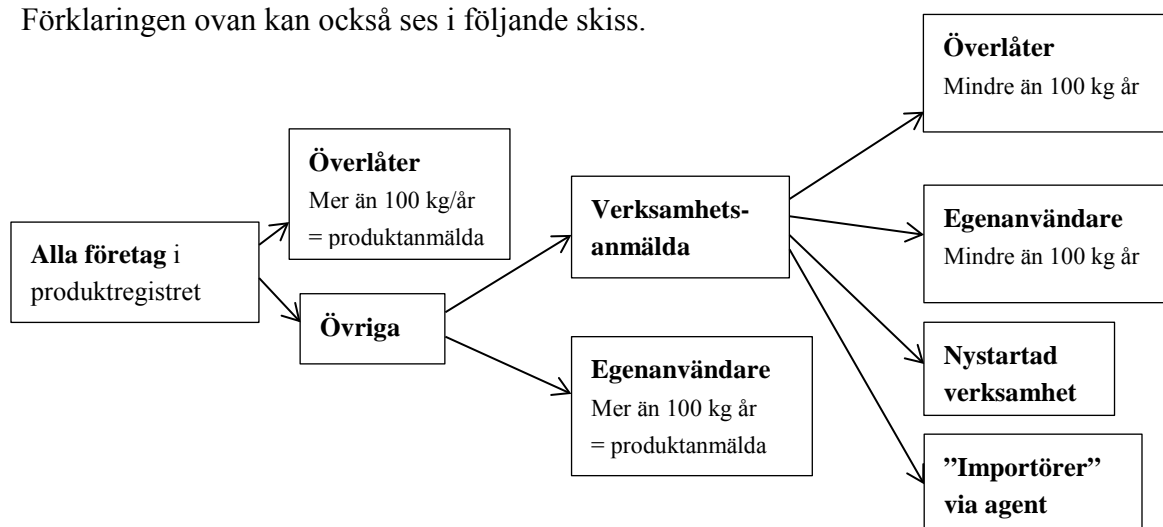 Förklaringen ovan kan också ses i följande skiss.
Alla företag i
produktregistret
Överlåter
Mer än 100 kg/år
= produktanmälda
Övriga
Verksamhets-
anmälda
Egenanvändare
Mer än 100 kg år
= produktanmälda
Överlåter
Mindre än 100 kg år
Egenanvändare
Mindre än 100 kg år
Nystartad
verksamhet
”Importörer”
via agent